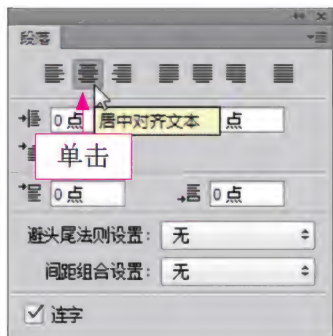 段落
0点 居中对齐文本 点
单击
0点 0点
避头尾法则设置： 无
间距组合设置： 无
连字